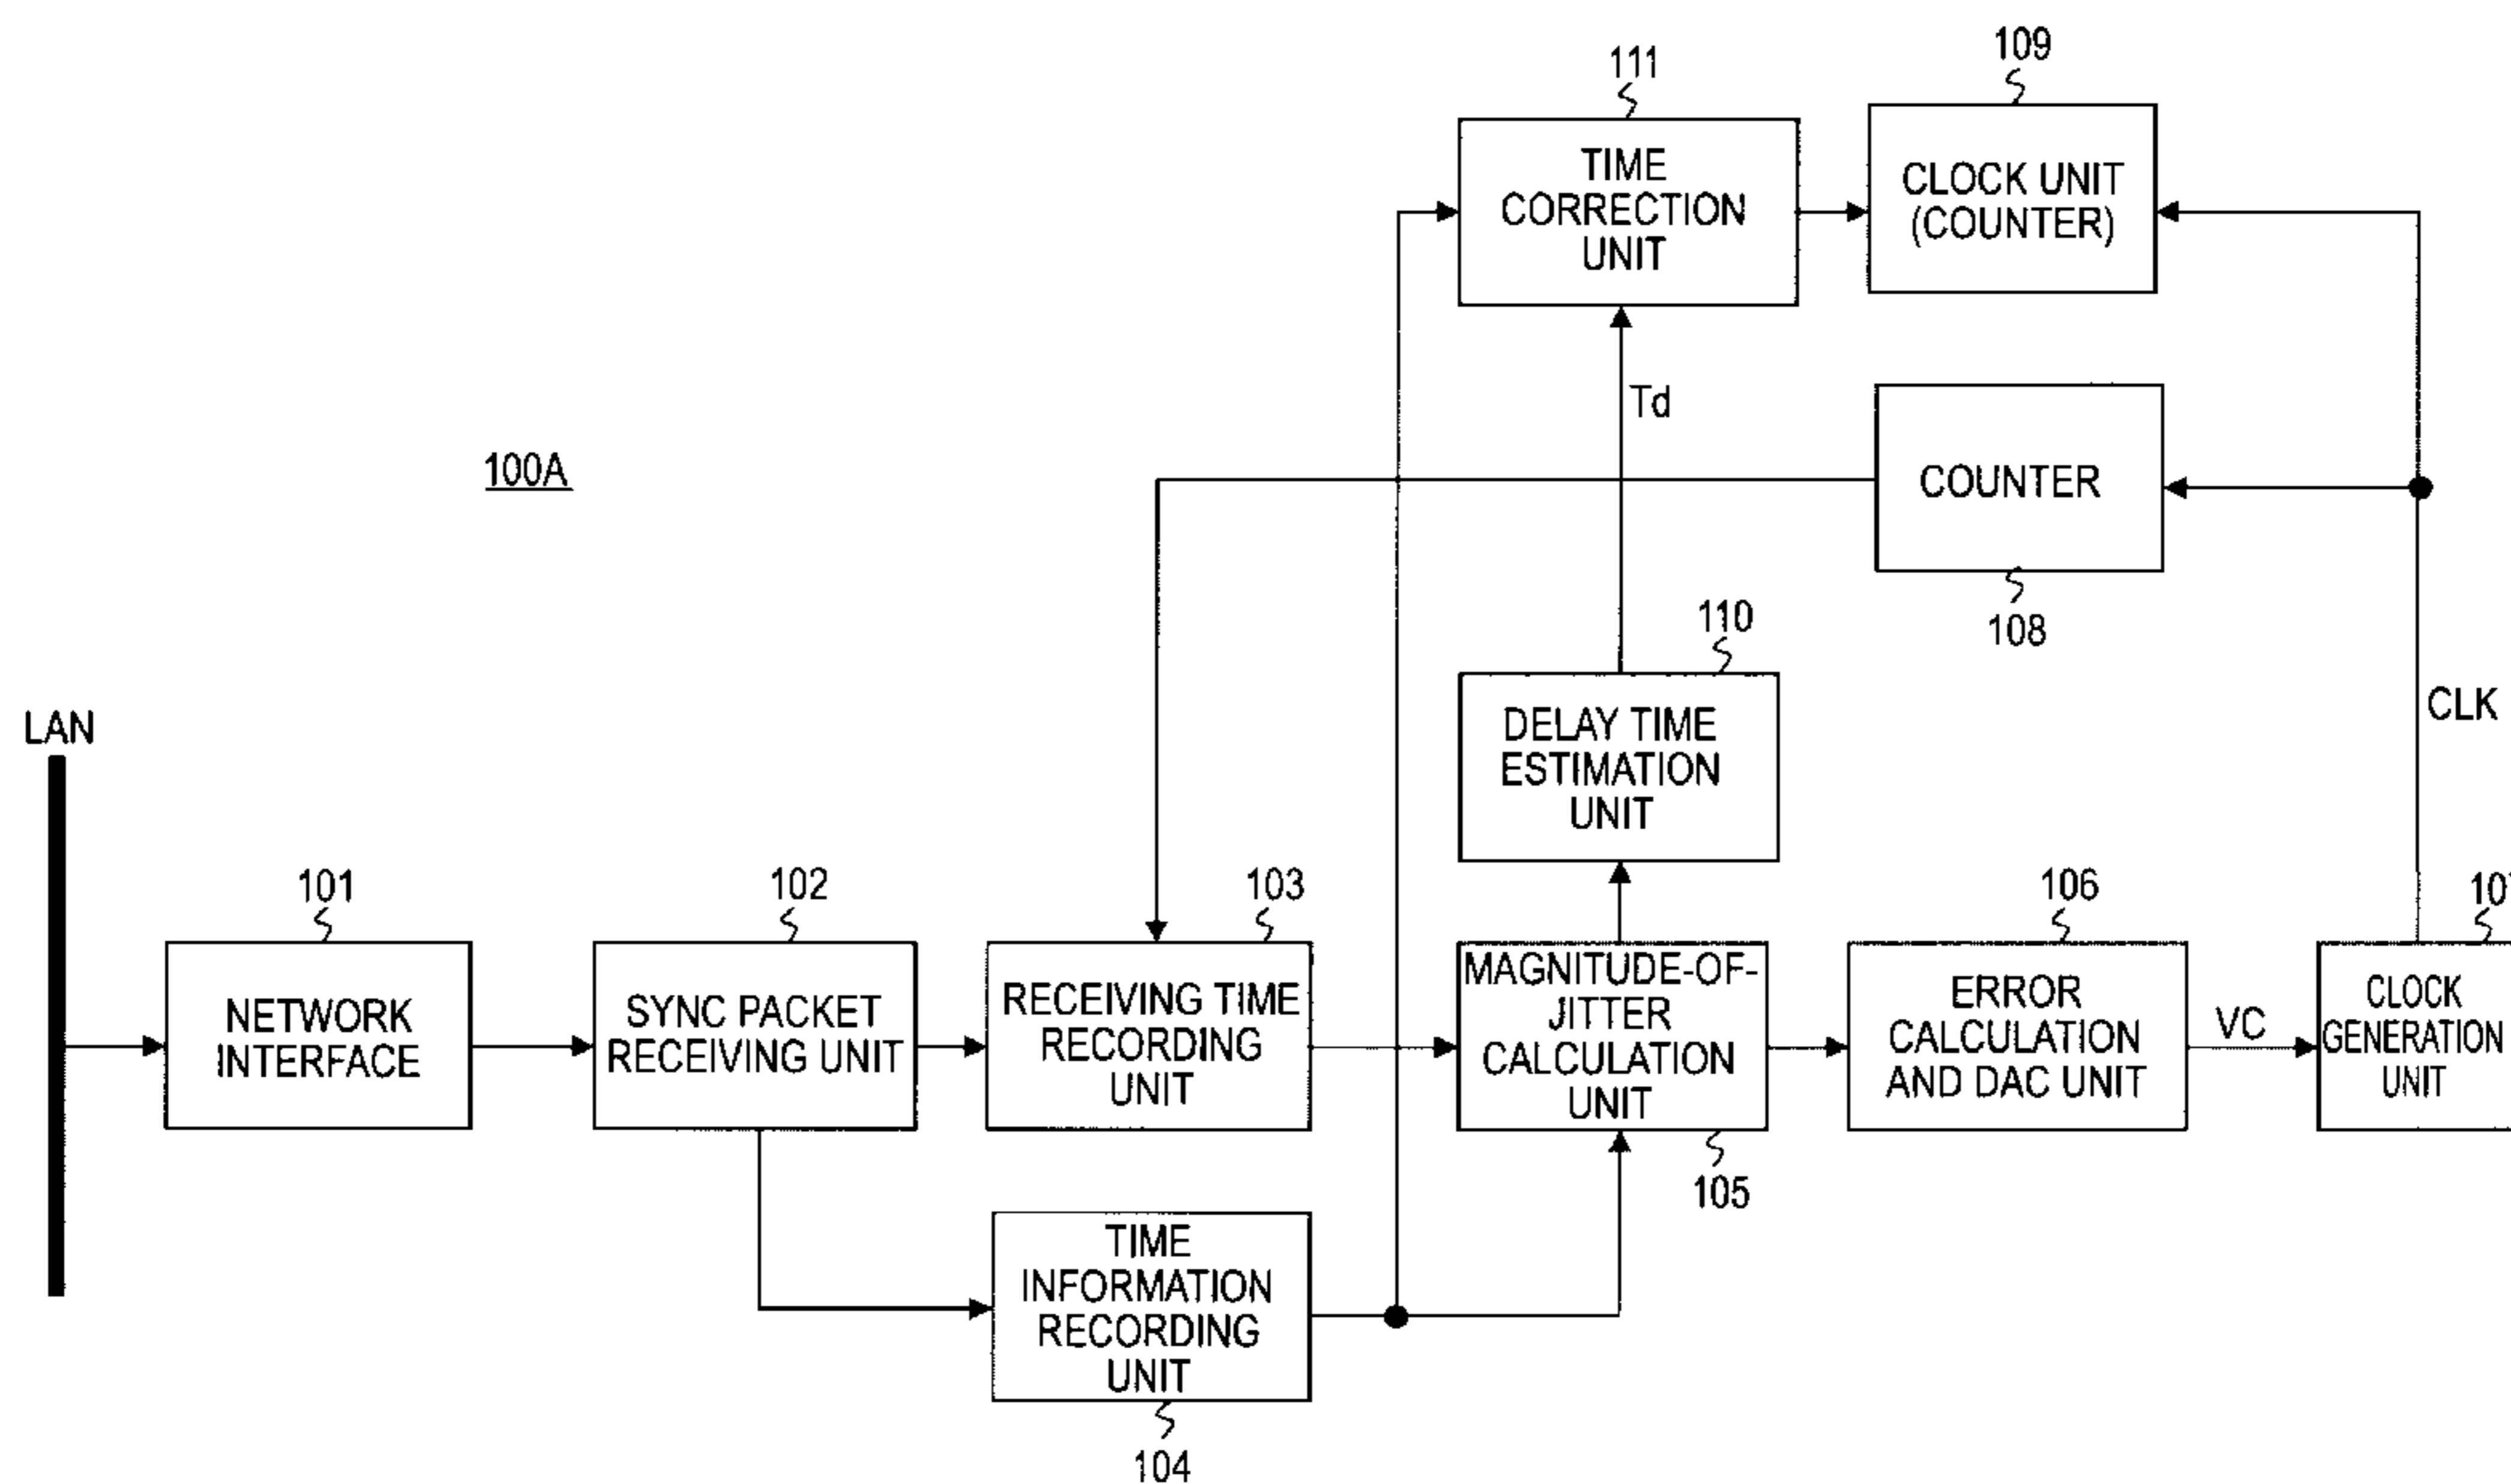 109
111
TIME
CORRECTION
UNIT
CLOCK UNIT
(COUNTER)
Td
100A
COUNTER
108
110
DELAY TIME
ESTIMATION
UNIT
CLK
LAN
101
102
103
106
NETWORK
INTERFACE
SYNC PACKET
RECEIVING UNIT
RECEIVING TIME
RECORDING
UNIT
MAGNITUDE-OF-
JITTER
CALCULATION
UNIT
ERROR
CALCULATION
AND DAC UNIT
VC
CLOCK
GENERATION
UNIT
105
TIME
INFORMATION
RECORDING
UNIT
104